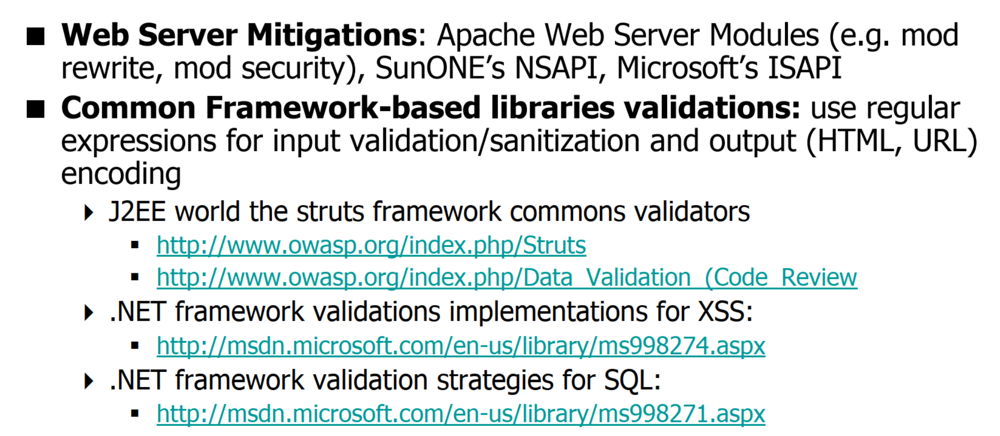 ■ Web Server Mitigations: Apache Web Server Modules (e.g. mod
rewrite, mod security), SunONE’s NSAPI, Microsoft’s ISAPI
■ Common Framework-based libraries validations: use regular
expressions for input validation/sanitization and output (HTML, URL)
encoding
▶ J2EE world the struts framework commons validators
▪ http://www.owasp.org/index.php/Struts
▪ http://www.owasp.org/index.php/Data_Validation_(Code_Review
▶ .NET framework validations implementations for XSS:
▪ http://msdn.microsoft.com/en-us/library/ms998274.aspx
▶ .NET framework validation strategies for SQL:
▪ http://msdn.microsoft.com/en-us/library/ms998271.aspx